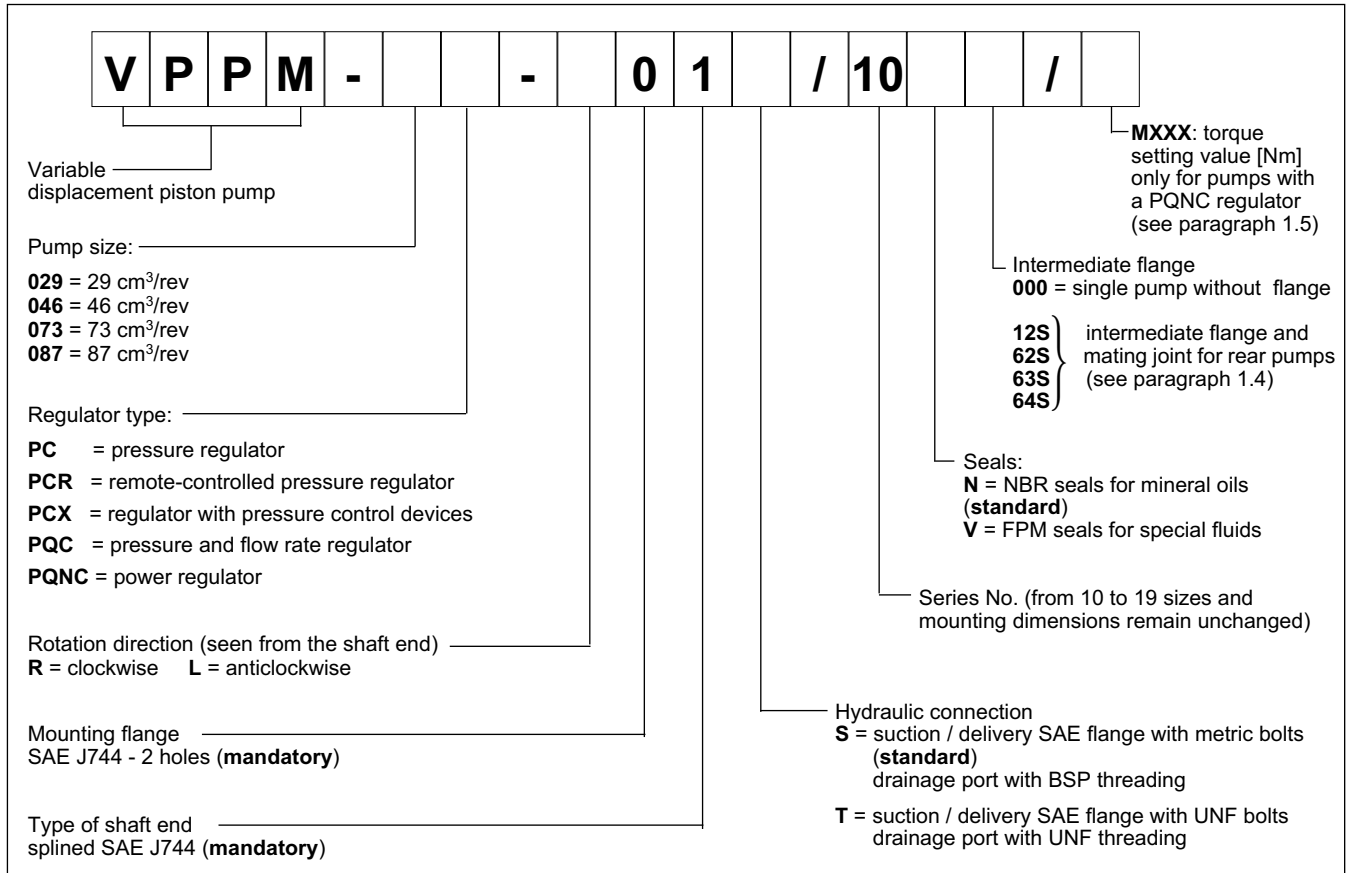 V P P M - - 0 1 / 10 /
Variable
displacement piston pump
Pump size:
029 = 29 cm³/rev
046 = 46 cm³/rev
073 = 73 cm³/rev
087 = 87 cm³/rev
Regulator type:
PC = pressure regulator
PCR = remote-controlled pressure regulator
PCX = regulator with pressure control devices
PQC = pressure and flow rate regulator
PQNC = power regulator
Rotation direction (seen from the shaft end)
R = clockwise L = anticlockwise
Mounting flange
SAE J744 - 2 holes (mandatory)
Type of shaft end
splined SAE J744 (mandatory)
MXXX: torque
setting value [Nm]
only for pumps with
a PQNC regulator
(see paragraph 1.5)
Intermediate flange
000 = single pump without flange
12S
62S
63S
64S
intermediate flange and
mating joint for rear pumps
(see paragraph 1.4)
Seals:
N = NBR seals for mineral oils
(standard)
V = FPM seals for special fluids
Series No. (from 10 to 19 sizes and
mounting dimensions remain unchanged)
Hydraulic connection
S = suction / delivery SAE flange with metric bolts
(standard)
drainage port with BSP threading
T = suction / delivery SAE flange with UNF bolts
drainage port with UNF threading